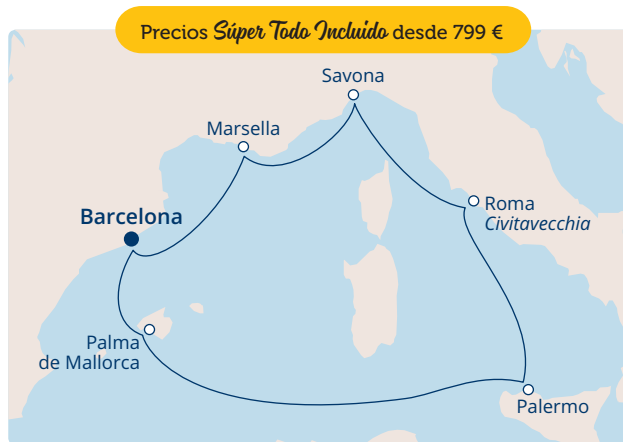 Precios Súper Todo Incluido desde 799 €
Savona
Marsella
Roma
Civitavecchia
Barcelona
Palma
de Mallorca
Palermo